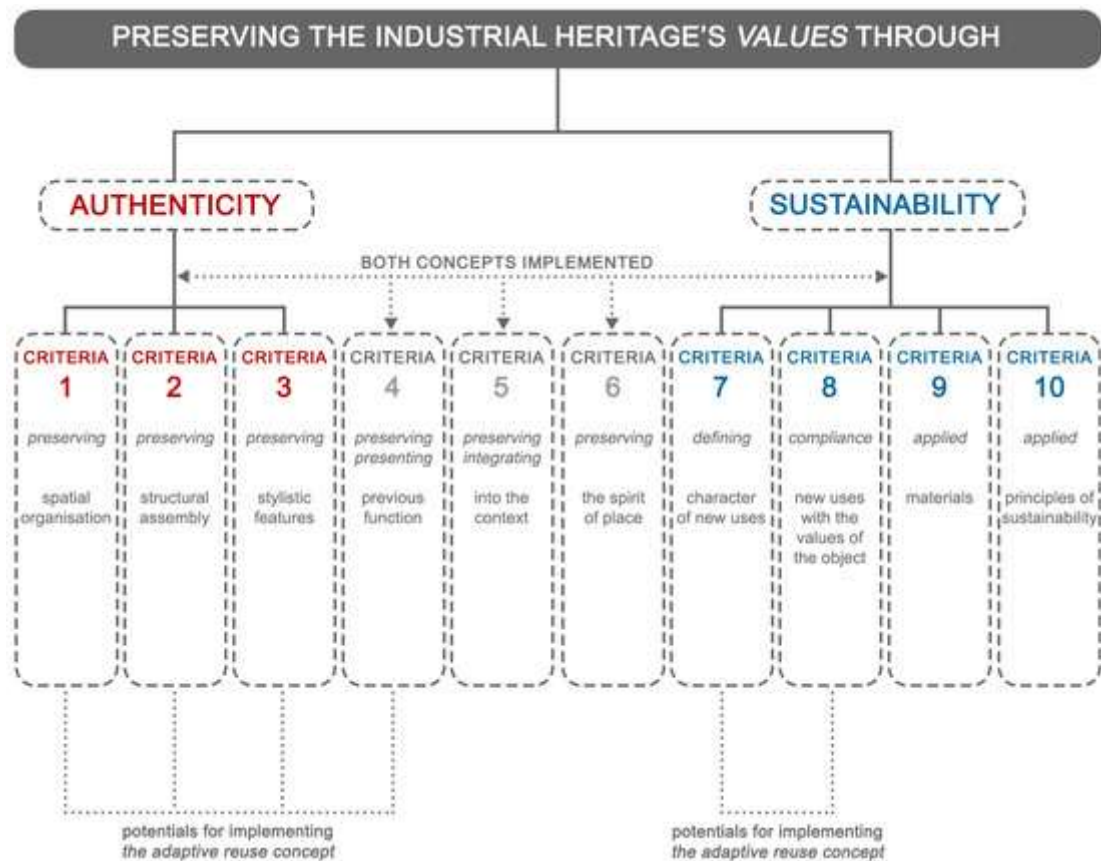 PRESERVING THE INDUSTRIAL HERITAGE'S VALUES THROUGH
AUTHENTICITY
SUSTAINABILITY
BOTH CONCEPTS IMPLEMENTED
CRITERIA
1
preserving
spatial
organisation
CRITERIA
2
preserving
structural
assembly
CRITERIA
3
preserving
stylistic
features
CRITERIA
4
preserving
presenting
previous
function
CRITERIA
5
preserving
integrating
into the
context
CRITERIA
6
preserving
the spirit
of place
CRITERIA
7
defining
character
of new uses
CRITERIA
8
compliance
new uses
with the
values of
the object
CRITERIA
9
applied
materials
CRITERIA
10
applied
principles of
sustainability
potentials for implementing
the adaptive reuse concept
potentials for implementing
the adaptive reuse concept